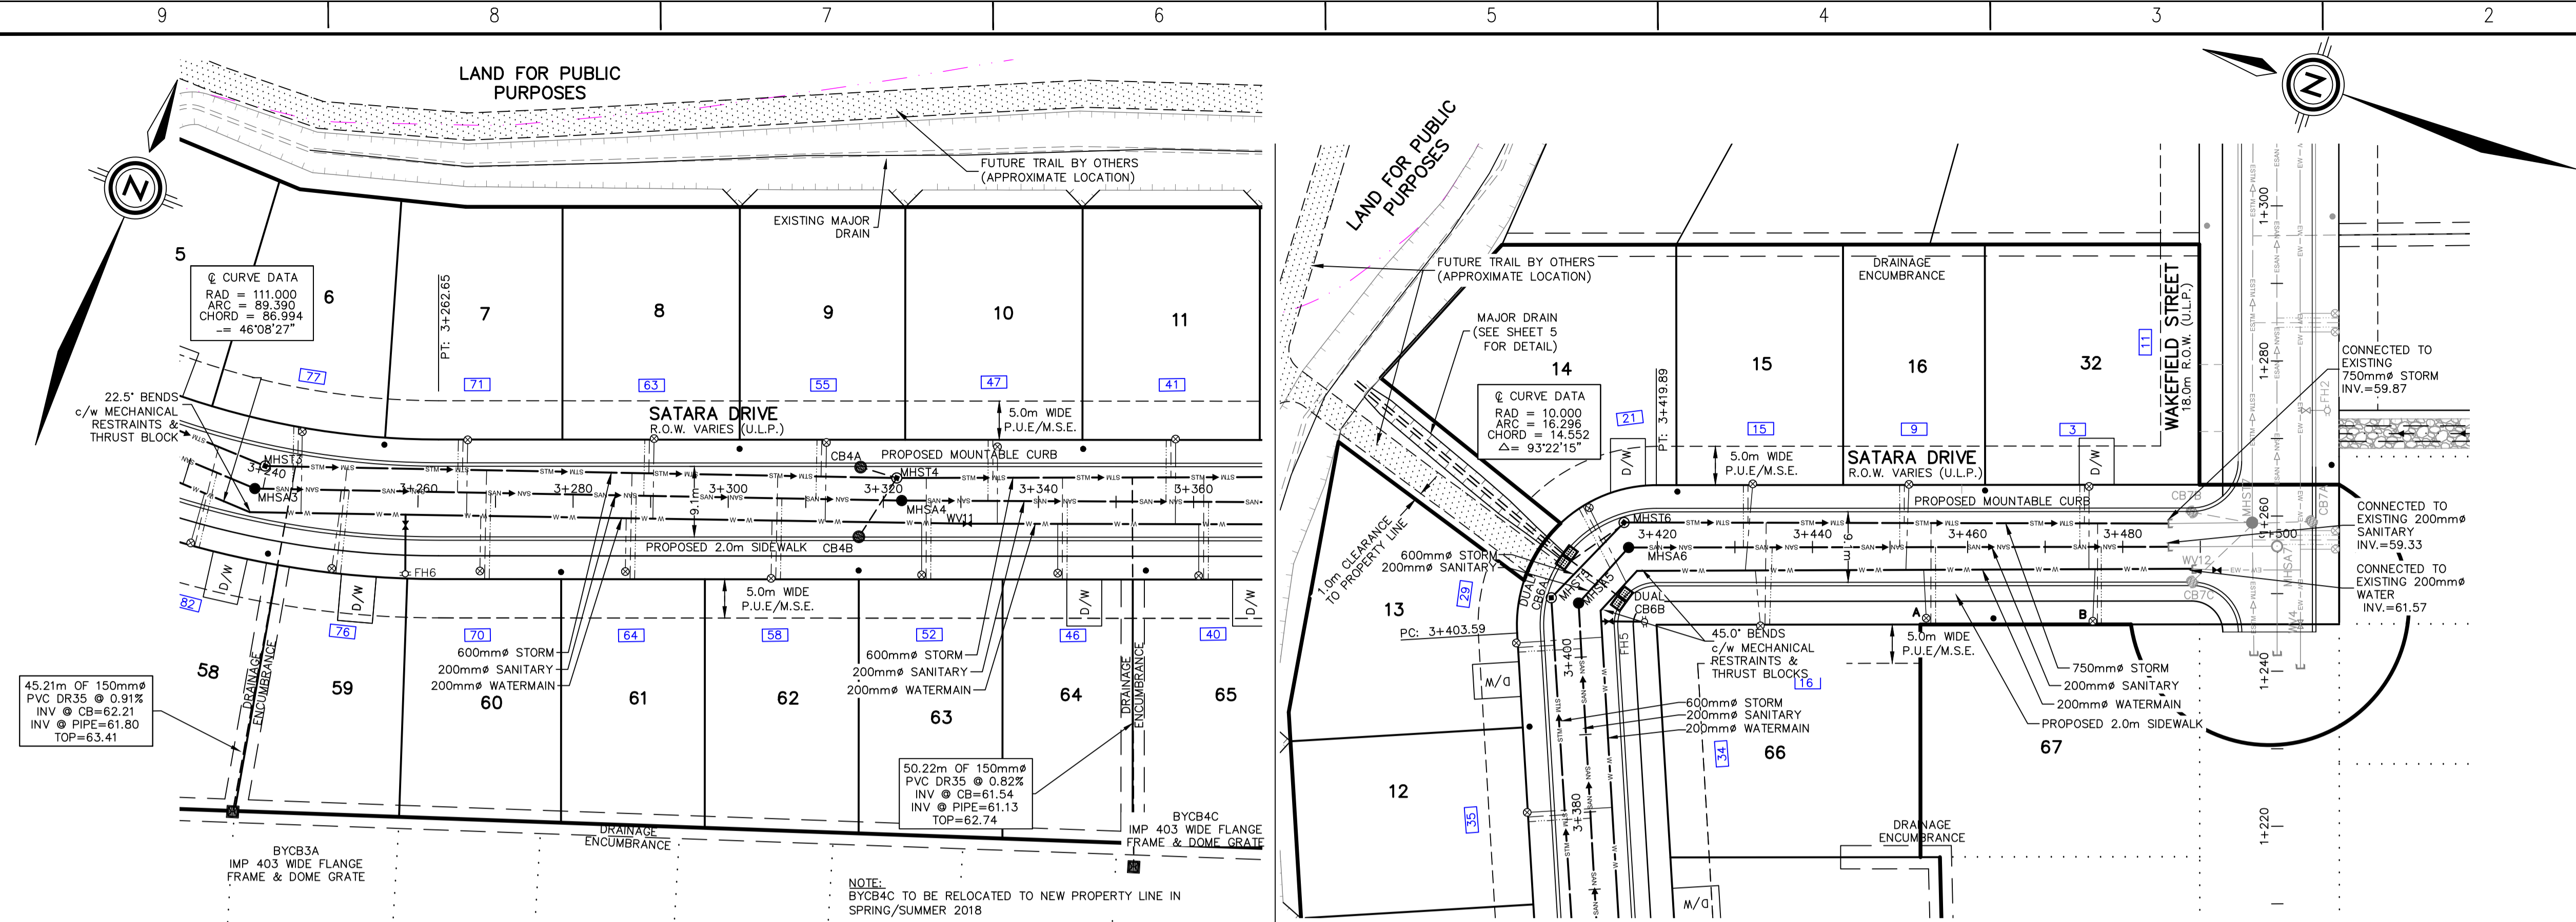 9
8
7
6
5
4
3
2
LAND FOR PUBLIC
PURPOSES
N
FUTURE TRAIL BY OTHERS
(APPROXIMATE LOCATION)
EXISTING MAJOR
DRAIN
5
℄ CURVE DATA
RAD = 111.000
ARC = 89.390
CHORD = 86.994
-= 46°08'27"
6
7
8
9
10
11
PT: 3+262.65
77
71
63
55
47
41
22.5° BENDS
c/w MECHANICAL
RESTRAINTS &
THRUST BLOCK
SATARA DRIVE
R.O.W. VARIES (U.L.P.)
5.0m WIDE
P.U.E/M.S.E.
PROPOSED MOUNTABLE CURB
CB4A
MHST3
MHST4
3+240
3+260
3+280
3+300
3+320
3+340
3+360
MHSA3
MHSA4
9.1m
WV11
PROPOSED 2.0m SIDEWALK
CB4B
FH6
D/W
D/W
D/W
D/W
5.0m WIDE
P.U.E/M.S.E.
82
76
70
64
58
52
46
40
600mmø STORM
200mmø SANITARY
200mmø WATERMAIN
600mmø STORM
200mmø SANITARY
200mmø WATERMAIN
58
59
60
61
62
63
64
65
DRAINAGE
ENCUMBRANCE
DRAINAGE
ENCUMBRANCE
45.21m OF 150mmø
PVC DR35 @ 0.91%
INV @ CB=62.21
INV @ PIPE=61.80
TOP=63.41
50.22m OF 150mmø
PVC DR35 @ 0.82%
INV @ CB=61.54
INV @ PIPE=61.13
TOP=62.74
DRAINAGE
ENCUMBRANCE
BYCB3A
IMP 403 WIDE FLANGE
FRAME & DOME GRATE
BYCB4C
IMP 403 WIDE FLANGE
FRAME & DOME GRATE
NOTE:
BYCB4C TO BE RELOCATED TO NEW PROPERTY LINE IN
SPRING/SUMMER 2018
LAND FOR PUBLIC
PURPOSES
N
FUTURE TRAIL BY OTHERS
(APPROXIMATE LOCATION)
DRAINAGE
ENCUMBRANCE
MAJOR DRAIN
(SEE SHEET 5
FOR DETAIL)
14
15
16
32
℄ CURVE DATA
RAD = 10.000
ARC = 16.296
CHORD = 14.552
△= 93°22'15"
PT: 3+419.89
21
15
9
3
11
WAKEFIELD STREET
18.0m R.O.W. (U.L.P.)
1+300
1+280
1+260
1+240
1+220
CONNECTED TO
EXISTING
750mmø STORM
INV.=59.87
FH2
D/W
5.0m WIDE
P.U.E/M.S.E.
SATARA DRIVE
R.O.W. VARIES (U.L.P.)
D/W
PROPOSED MOUNTABLE CURB
CB7B
MHST7
CB7A
MHST6
3+420
3+440
3+460
3+480
3+500
MHSA6
9.1m
WV12
MHSA7
CB7C
WV4
CONNECTED TO
EXISTING 200mmø
SANITARY
INV.=59.33
CONNECTED TO
EXISTING 200mmø
WATER
INV.=61.57
1.0m CLEARANCE
TO PROPERTY LINE
600mmø STORM
200mmø SANITARY
DUAL
CB6A
MHSA5
DUAL
CB6B
29
13
PC: 3+403.59
A
B
FH5
45.0° BENDS
c/w MECHANICAL
RESTRAINTS &
THRUST BLOCKS
16
5.0m WIDE
P.U.E/M.S.E.
750mmø STORM
200mmø SANITARY
200mmø WATERMAIN
PROPOSED 2.0m SIDEWALK
D/W
3+400
3+380
600mmø STORM
200mmø SANITARY
200mmø WATERMAIN
34
66
67
12
35
DRAINAGE
ENCUMBRANCE
D/W